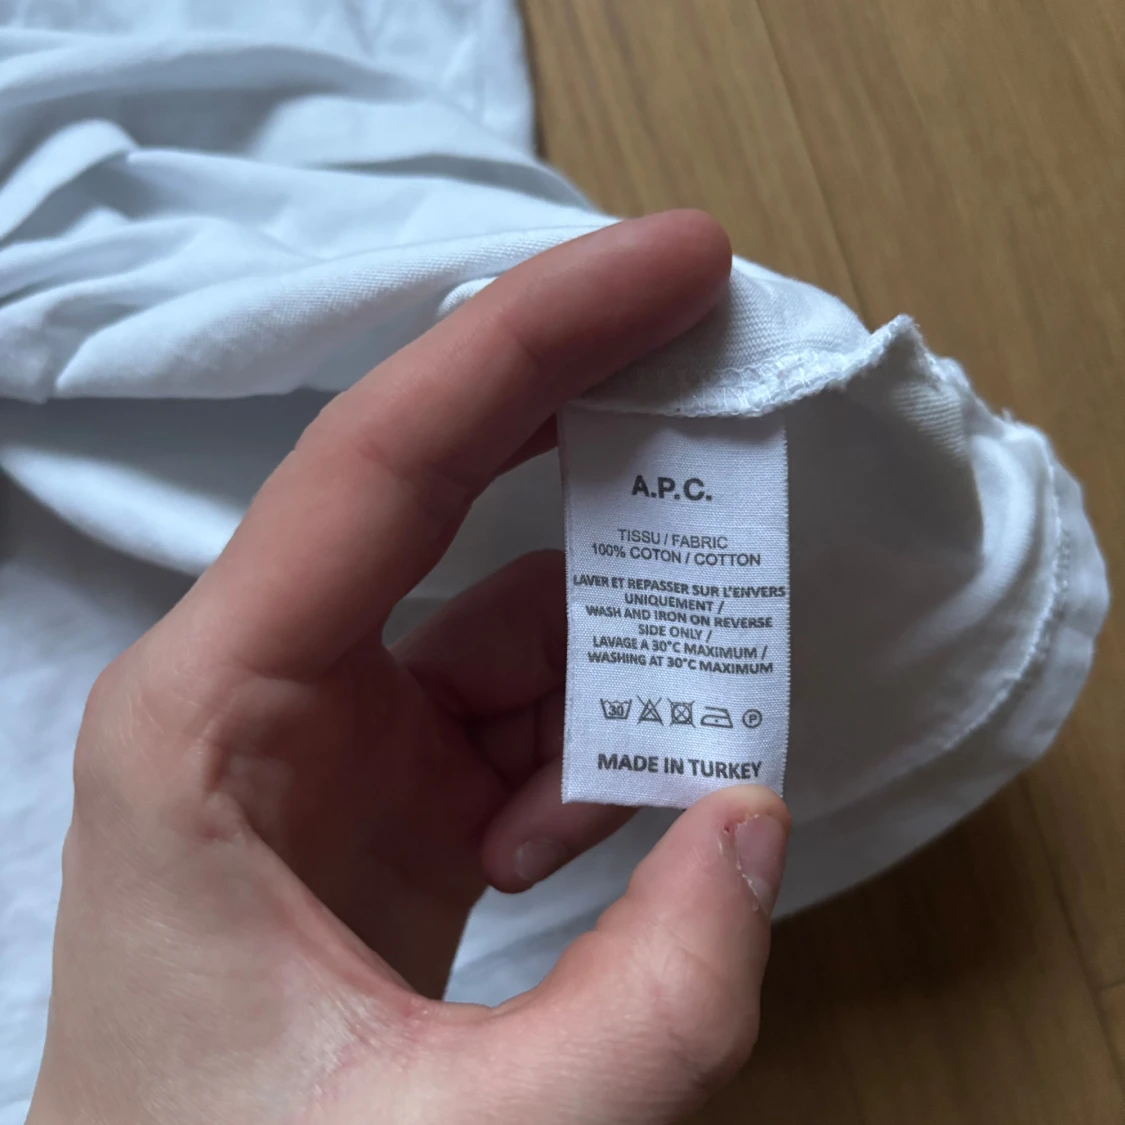 A.P.C.
TISSU / FABRIC
100% COTON / COTTON
LAVER ET REPASSER SUR L'ENVERS
UNIQUEMENT /
WASH AND IRON ON REVERSE
SIDE ONLY /
LAVAGE A 30°C MAXIMUM /
WASHING AT 30°C MAXIMUM
30 P
MADE IN TURKEY